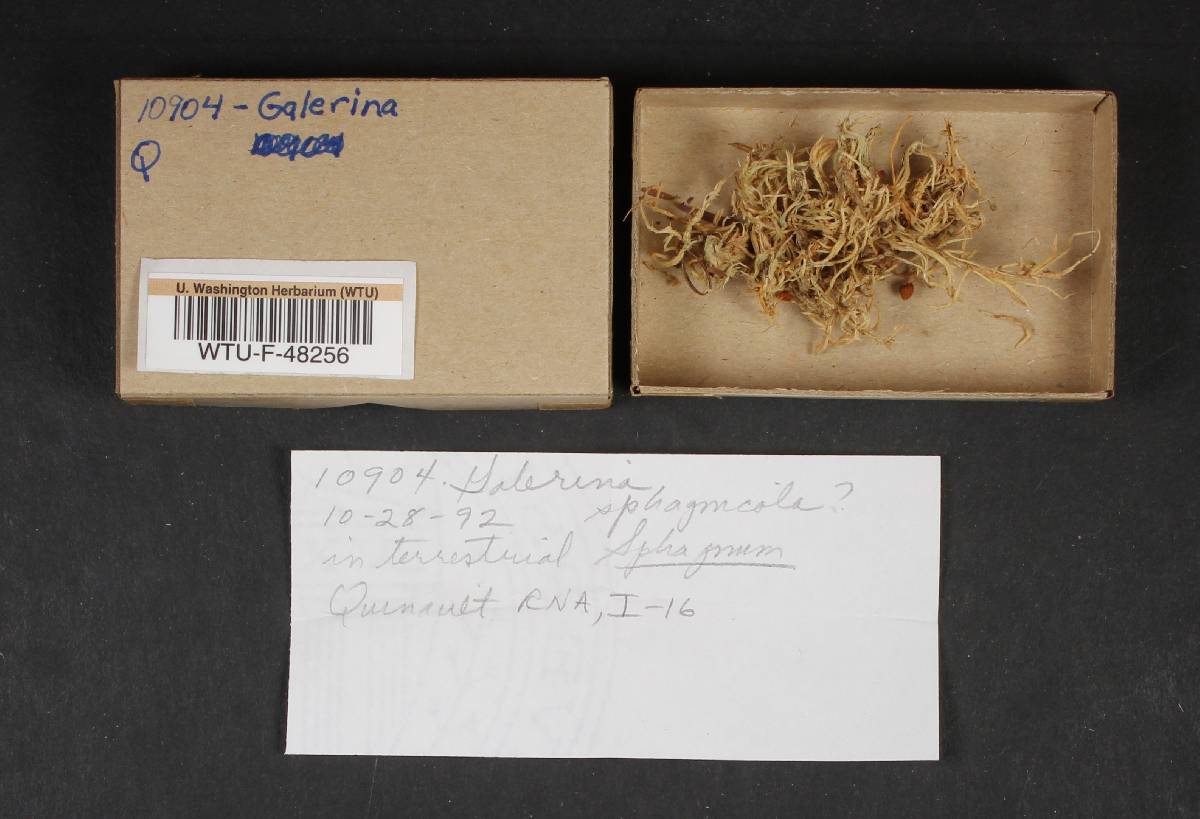 10904 - Galerina
Q
U. Washington Herbarium (WTU)
WTU-F-48256
10904. Galerina
sphagnicola?
10-28-92
in terrestrial Sphagnum
Quinault RNA, I-16